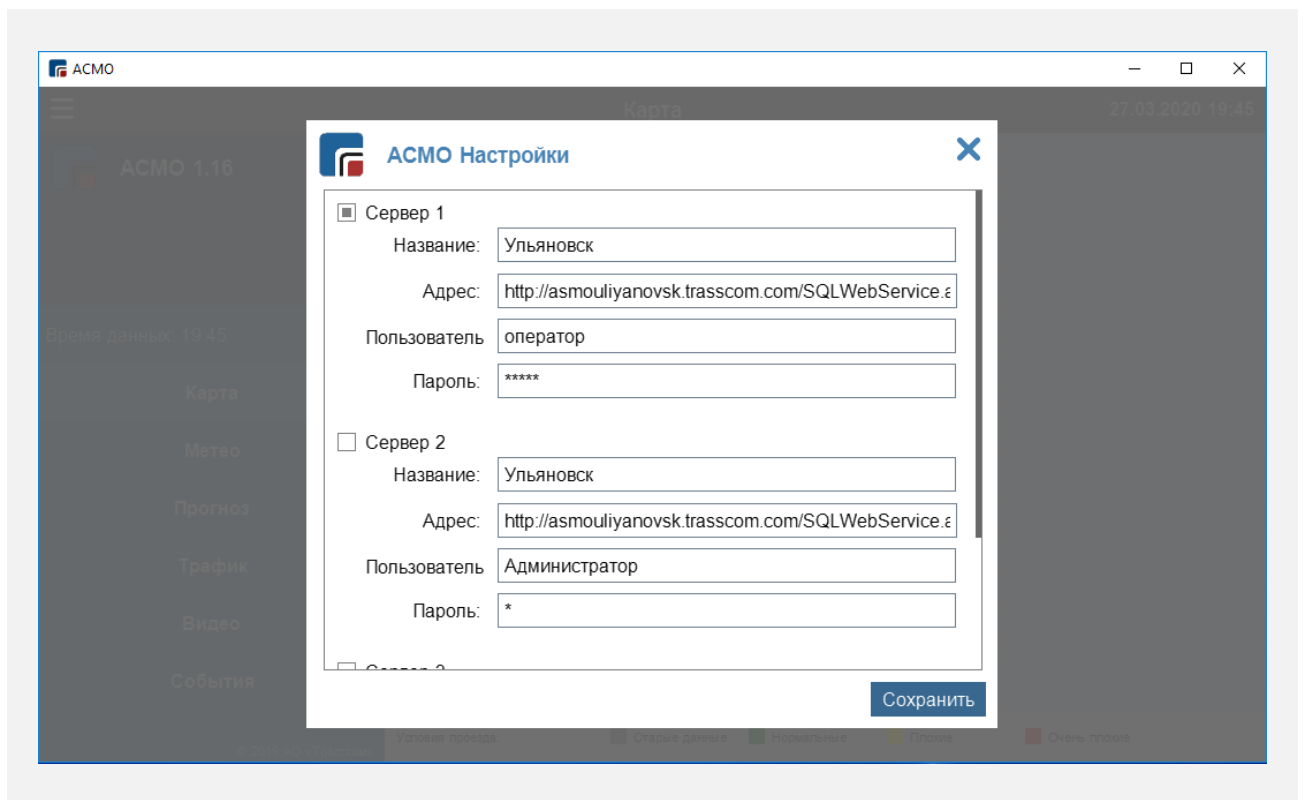 АСМО
Карта 27.03.2020 19:45
АСМО 1.16
АСМО Настройки
Сервер 1
Название: Ульяновск
Адрес: http://asmouliyanovsk.trasscom.com/SQLWebService.a
Пользователь оператор
Пароль: *****
Сервер 2
Название: Ульяновск
Адрес: http://asmouliyanovsk.trasscom.com/SQLWebService.a
Пользователь Администратор
Пароль: *
Сохранить
Время данных: 19:45
Карта
Метео
Прогноз
Трафик
Видео
События
Условия проезда: Старые данные Нормальные Плохие Очень плохие